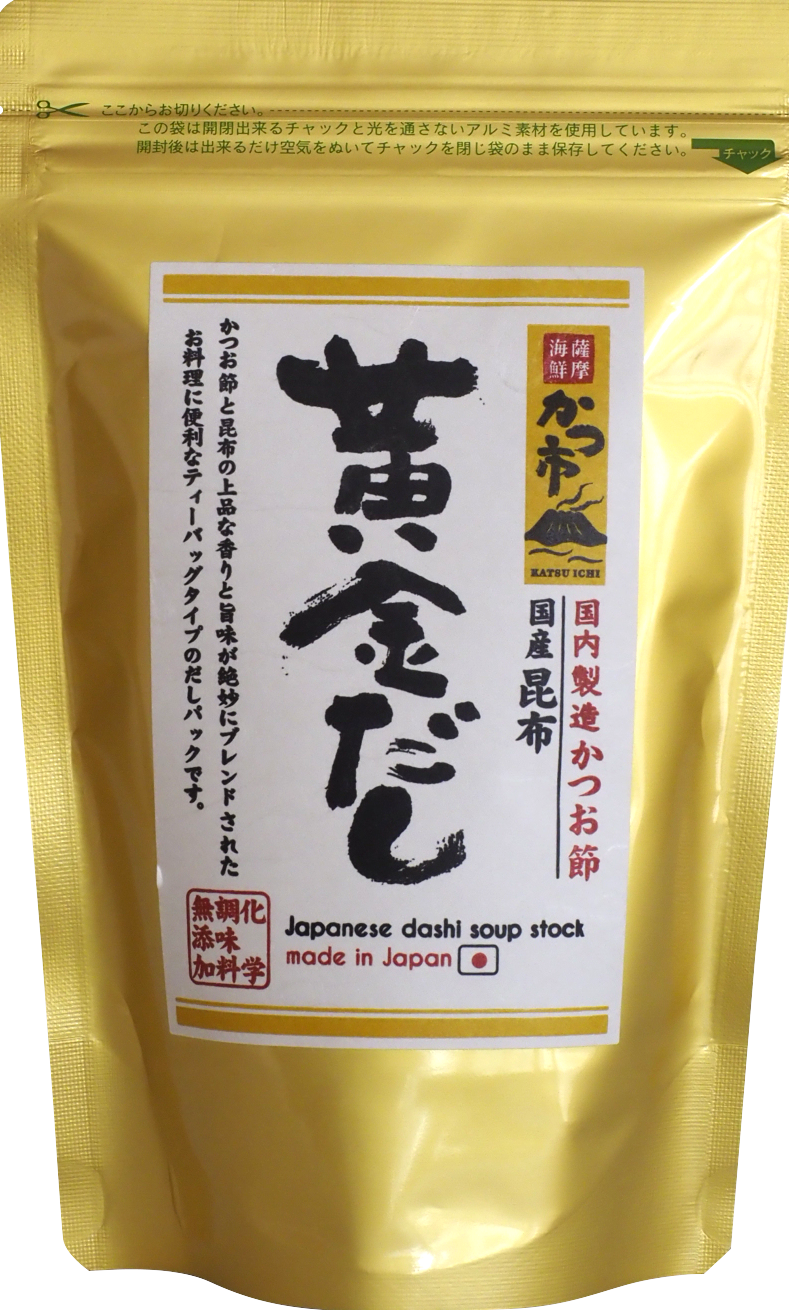 ここからお切りください。
この袋は開閉出来るチャックと光を通さないアルミ素材を使用しています。
開封後は出来るだけ空気をぬいてチャックを閉じ袋のまま保存してください。
チャック
薩摩
海鮮
かつ市
KATSU ICHI
国内製造かつお節
国産昆布
黄金だし
かつお節と昆布の上品な香りと旨味が絶妙にブレンドされた
お料理に便利なティーバッグタイプのだしパックです。
化学
調味料
無添加
Japanese dashi soup stock
made in Japan